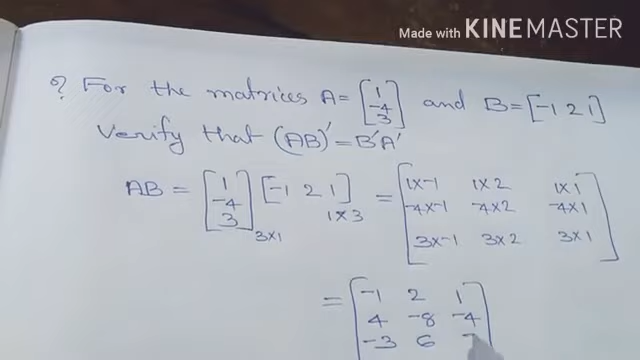 Made with KINEMASTER
? For the matrices A = [1 -4 3] and B = [-1 2 1]
Verify that (AB)' = B'A'
AB = [1 -4 3] 3×1 [-1 2 1] 1×3 = [1×-1 1×2 1×1
-4×-1 -4×2 -4×1
3×-1 3×2 3×1]
= [-1 2 1
4 -8 -4
-3 6